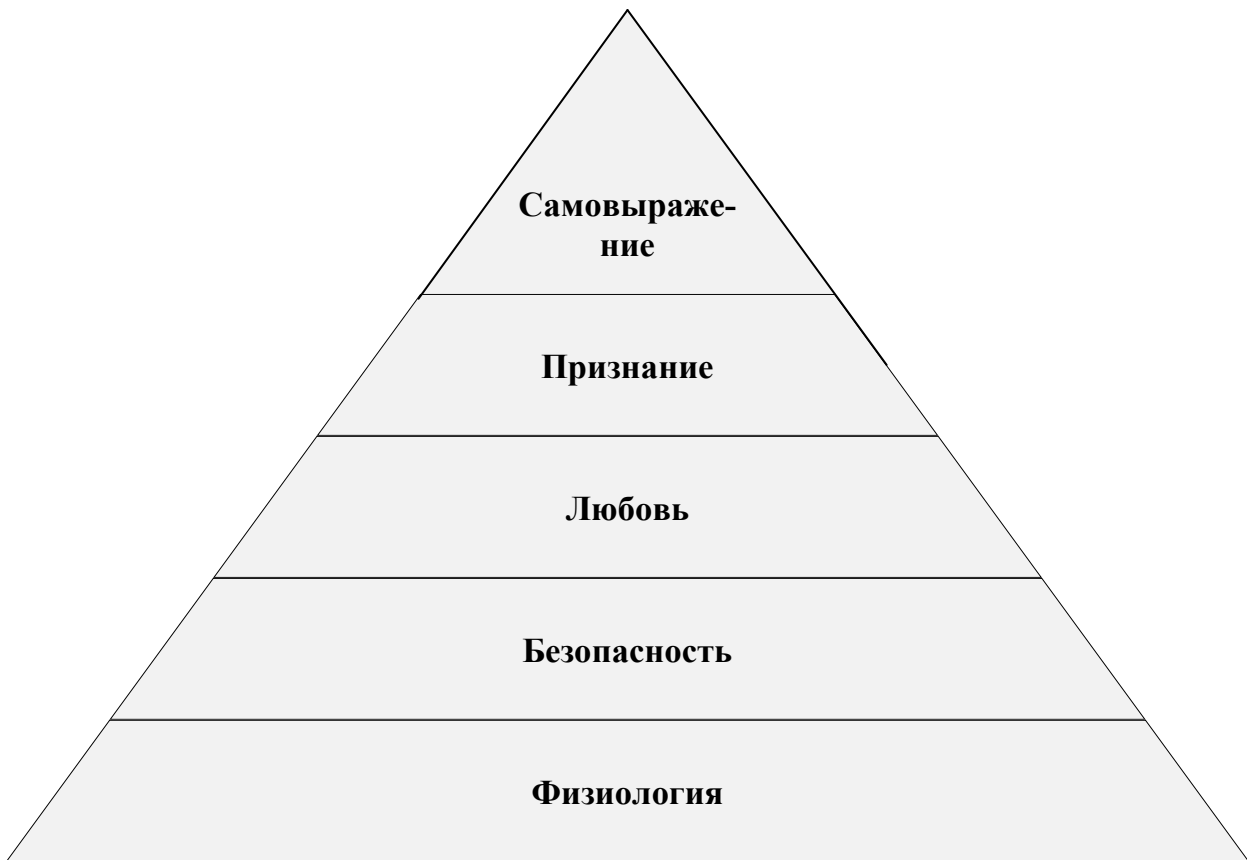 Самовыраже-
ние
Признание
Любовь
Безопасность
Физиология